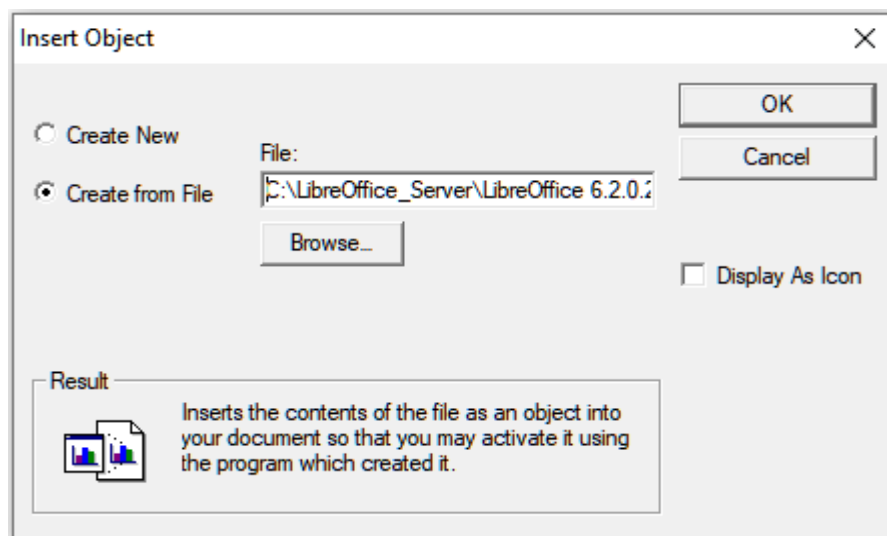 Insert Object
OK
Create New
File:
Cancel
Create from File
C:\LibreOffice_Server\LibreOffice 6.2.0.2
Browse...
Display As Icon
Result
Inserts the contents of the file as an object into
your document so that you may activate it using
the program which created it.